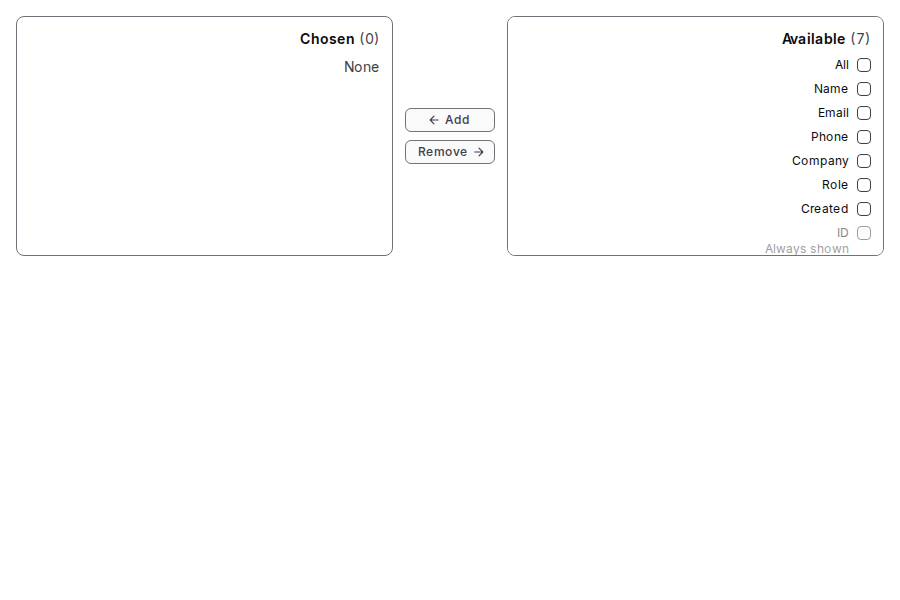 Available (7)
All
Name
Email
Phone
Company
Role
Created
ID
Always shown
← Add
Remove →
Chosen (0)
None